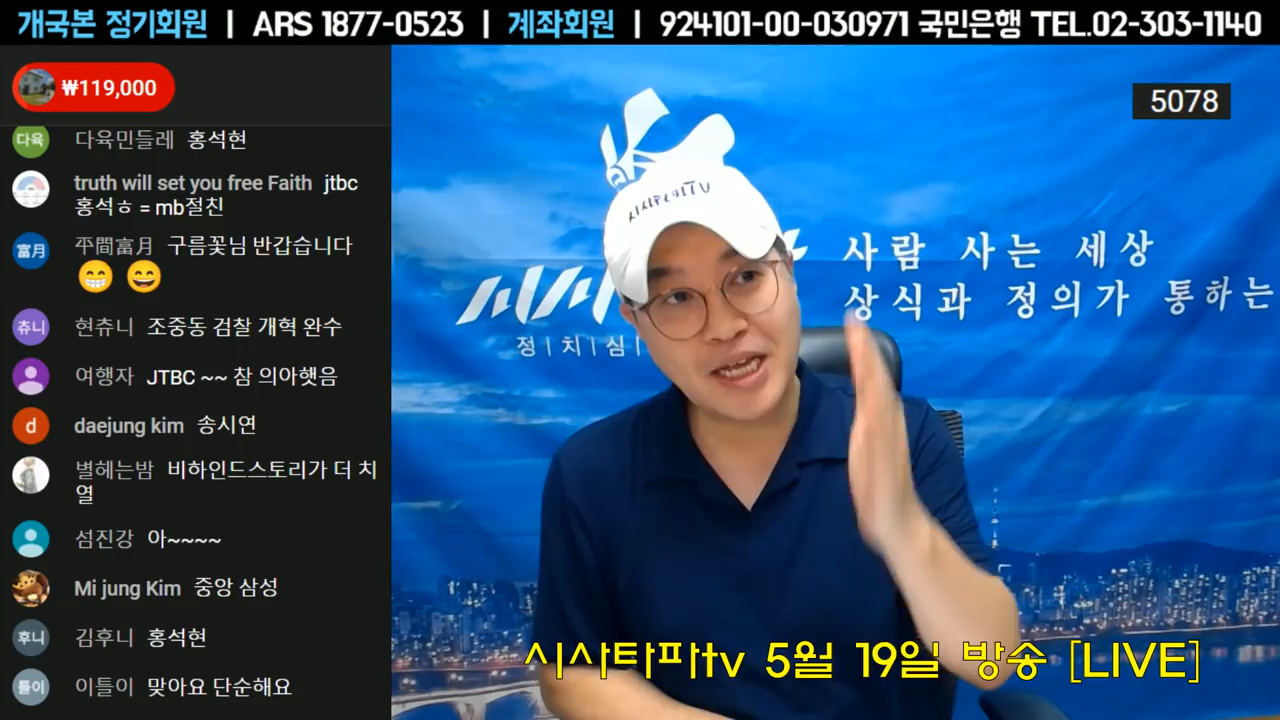 개국본 정기회원 | ARS 1877-0523 | 계좌회원 | 924101-00-030971 국민은행 TEL.02-303-1140
₩119,000
5078
다육 다육민들레 홍석현
truth will set you free Faith jtbc
홍석ㅎ = mb절친
富月 平間富月 구름꽃님 반갑습니다
츄니 현츄니 조중동 검찰 개혁 완수
여행자 JTBC ~~ 참 의아햇음
d daejung kim 송시연
별헤는밤 비하인드스토리가 더 치
열
섬진강 아~~~~
Mi jung Kim 중앙 삼성
후니 김후니 홍석현
틀이 이틀이 맞아요 단순해요
시사타파TV
사람 사는 세상
시사
상식과 정의가 통하는
정|치|심|
시사타파tv 5월 19일 방송 [LIVE]